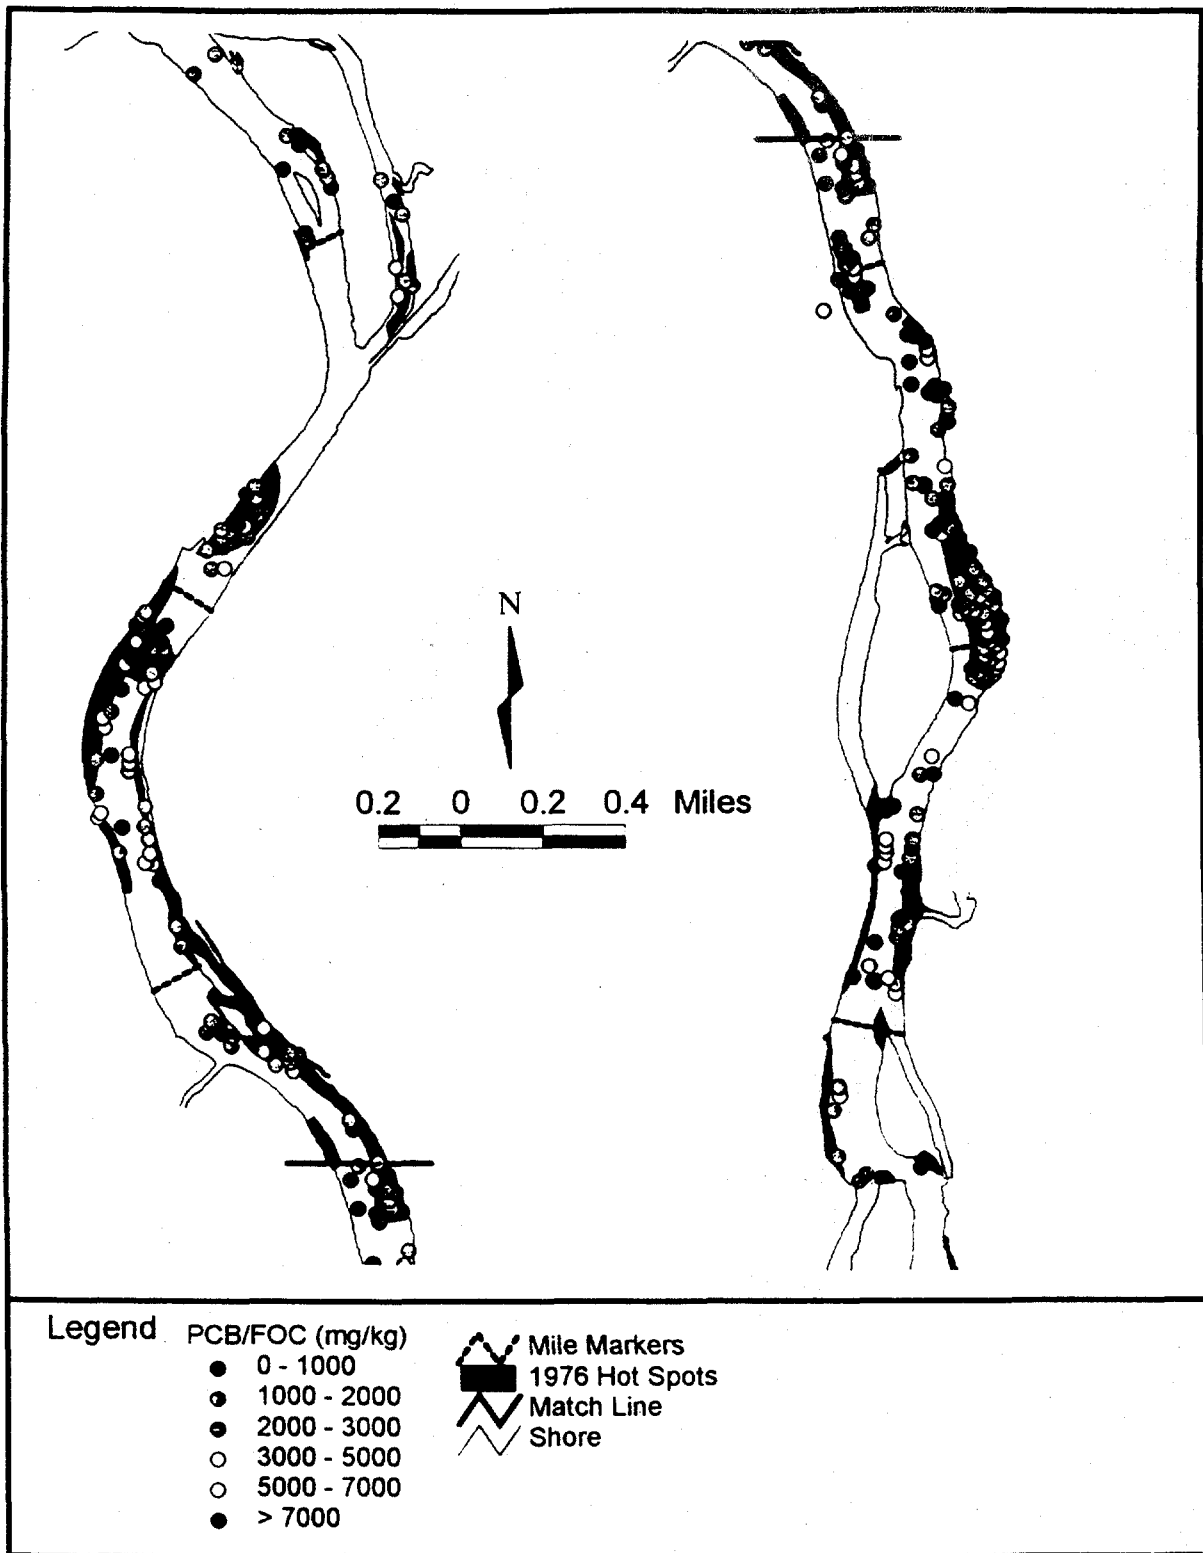 N
0.2 0 0.2 0.4 Miles
Legend
PCB/FOC (mg/kg)
0 - 1000
1000 - 2000
2000 - 3000
3000 - 5000
5000 - 7000
> 7000
Mile Markers
1976 Hot Spots
Match Line
Shore